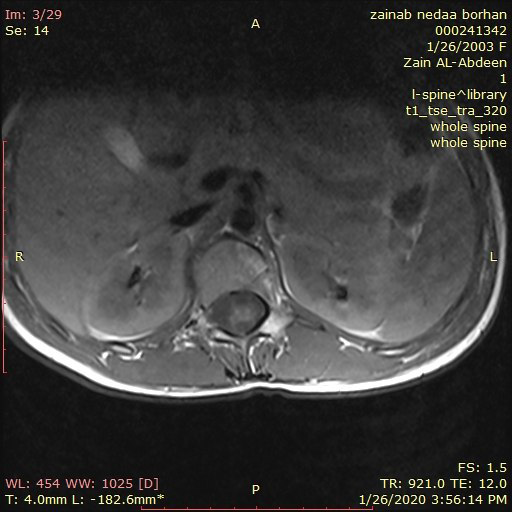 Im: 3/29
Se: 14
A
zainab nedaa borhan
000241342
1/26/2003 F
Zain AL-Abdeen
1
l-spine^library
t1_tse_tra_320
whole spine
whole spine
R
L
WL: 454 WW: 1025 [D]
T: 4.0mm L: -182.6mm*
P
FS: 1.5
TR: 921.0 TE: 12.0
1/26/2020 3:56:14 PM